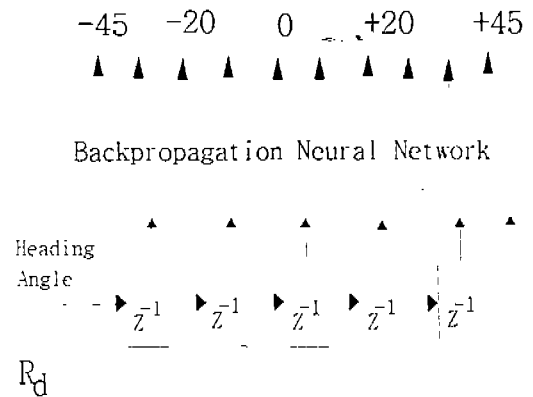 -45 -20 0 +20 +45
Backpropagation Neural Network
Heading
Angle
Z-1 Z-1 Z-1 Z-1 Z-1
Rd